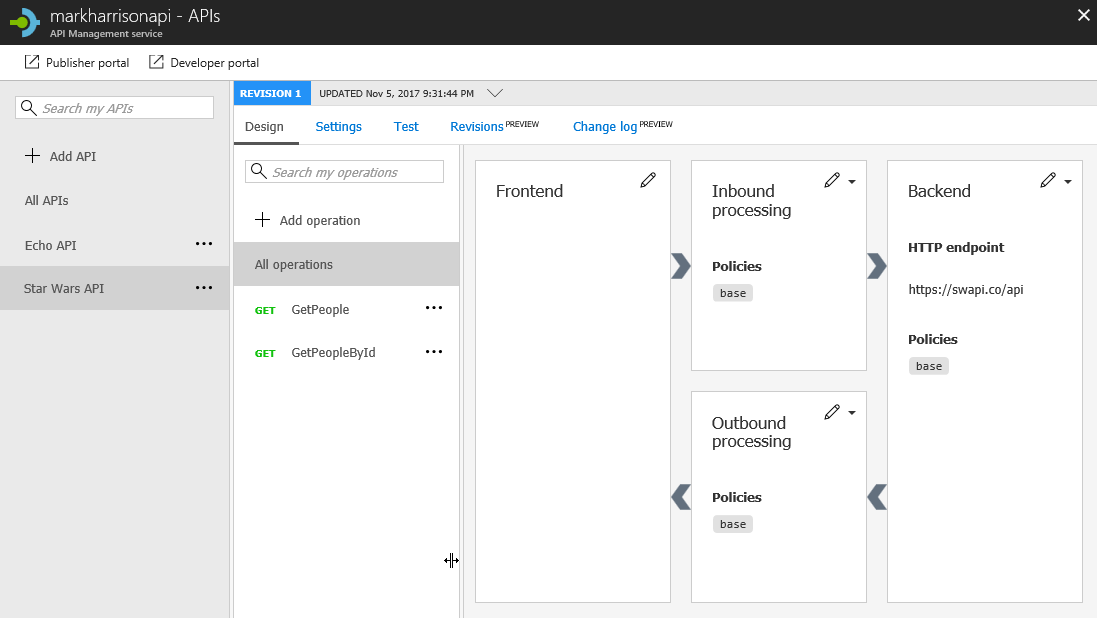 markharrisonapi - APIs
API Management service
Publisher portal
Developer portal
Search my APIs
Add API
All APIs
Echo API
Star Wars API
REVISION 1
UPDATED Nov 5, 2017 9:31:44 PM
Design
Settings
Test
Revisions PREVIEW
Change log PREVIEW
Search my operations
Add operation
All operations
GET GetPeople
GET GetPeopleById
Frontend
Inbound
processing
Policies
base
Outbound
processing
Policies
base
Backend
HTTP endpoint
https://swapi.co/api
Policies
base